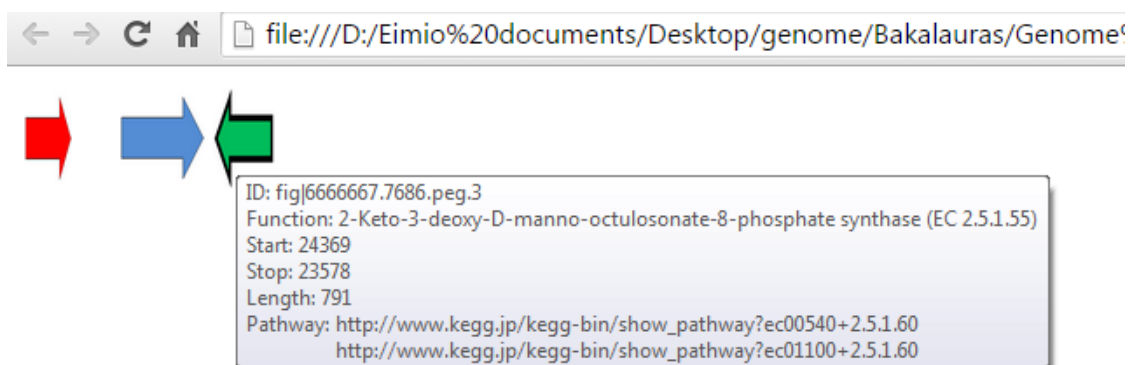 file:///D:/Eimio%20documents/Desktop/genome/Bakalauras/Genome%
ID: fig|6666667.7686.peg.3
Function: 2-Keto-3-deoxy-D-manno-octulosonate-8-phosphate synthase (EC 2.5.1.55)
Start: 24369
Stop: 23578
Length: 791
Pathway: http://www.kegg.jp/kegg-bin/show_pathway?ec00540+2.5.1.60
http://www.kegg.jp/kegg-bin/show_pathway?ec01100+2.5.1.60